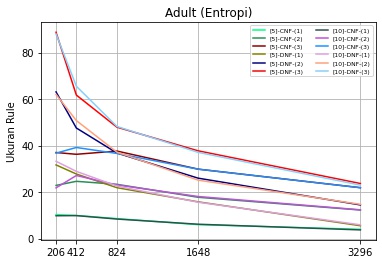 Adult (Entropi)
Ukuran Rule
80
60
40
20
0
206 412 824 1648 3296
[5]-CNF-(1)
[5]-CNF-(2)
[5]-CNF-(3)
[5]-DNF-(1)
[5]-DNF-(2)
[5]-DNF-(3)
[10]-CNF-(1)
[10]-CNF-(2)
[10]-CNF-(3)
[10]-DNF-(1)
[10]-DNF-(2)
[10]-DNF-(3)